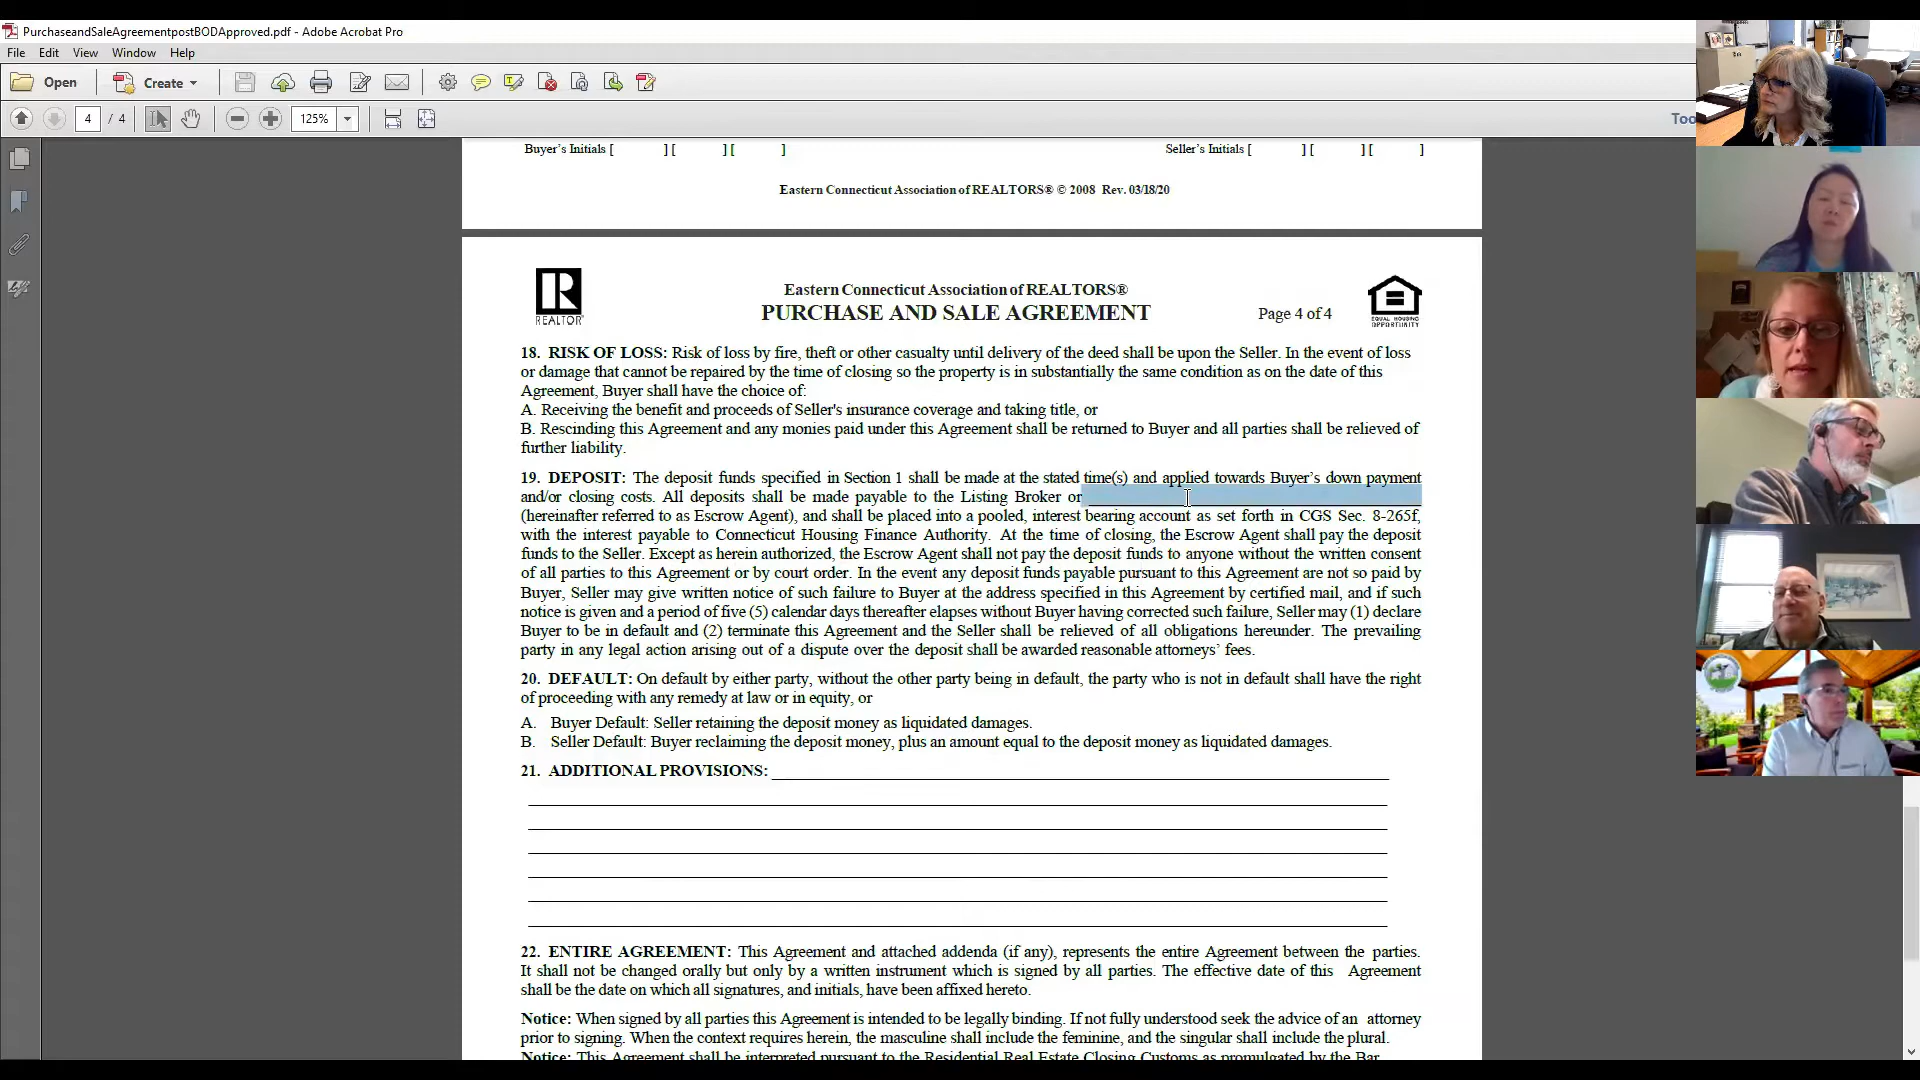 PurchaseandSaleAgreementpostBODApproved.pdf - Adobe Acrobat Pro
File Edit View Window Help
Open Create
4 / 4 125% Too
Buyer's Initials [ ] [ ] [ ] Seller's Initials [ ] [ ] [ ]
Eastern Connecticut Association of REALTORS® © 2008 Rev. 03/18/20
REALTOR®
EQUAL HOUSING
OPPORTUNITY
Eastern Connecticut Association of REALTORS®
PURCHASE AND SALE AGREEMENT Page 4 of 4
18. RISK OF LOSS: Risk of loss by fire, theft or other casualty until delivery of the deed shall be upon the Seller. In the event of loss
or damage that cannot be repaired by the time of closing so the property is in substantially the same condition as on the date of this
Agreement, Buyer shall have the choice of:
A. Receiving the benefit and proceeds of Seller's insurance coverage and taking title, or
B. Rescinding this Agreement and any monies paid under this Agreement shall be returned to Buyer and all parties shall be relieved of
further liability.
19. DEPOSIT: The deposit funds specified in Section 1 shall be made at the stated time(s) and applied towards Buyer's down payment
and/or closing costs. All deposits shall be made payable to the Listing Broker or
(hereinafter referred to as Escrow Agent), and shall be placed into a pooled, interest bearing account as set forth in CGS Sec. 8-265f,
with the interest payable to Connecticut Housing Finance Authority. At the time of closing, the Escrow Agent shall pay the deposit
funds to the Seller. Except as herein authorized, the Escrow Agent shall not pay the deposit funds to anyone without the written consent
of all parties to this Agreement or by court order. In the event any deposit funds payable pursuant to this Agreement are not so paid by
Buyer, Seller may give written notice of such failure to Buyer at the address specified in this Agreement by certified mail, and if such
notice is given and a period of five (5) calendar days thereafter elapses without Buyer having corrected such failure, Seller may (1) declare
Buyer to be in default and (2) terminate this Agreement and the Seller shall be relieved of all obligations hereunder. The prevailing
party in any legal action arising out of a dispute over the deposit shall be awarded reasonable attorneys' fees.
20. DEFAULT: On default by either party, without the other party being in default, the party who is not in default shall have the right
of proceeding with any remedy at law or in equity, or
A. Buyer Default: Seller retaining the deposit money as liquidated damages.
B. Seller Default: Buyer reclaiming the deposit money, plus an amount equal to the deposit money as liquidated damages.
21. ADDITIONAL PROVISIONS:
22. ENTIRE AGREEMENT: This Agreement and attached addenda (if any), represents the entire Agreement between the parties.
It shall not be changed orally but only by a written instrument which is signed by all parties. The effective date of this Agreement
shall be the date on which all signatures, and initials, have been affixed hereto.
Notice: When signed by all parties this Agreement is intended to be legally binding. If not fully understood seek the advice of an attorney
prior to signing. When the context requires herein, the masculine shall include the feminine, and the singular shall include the plural.
Notice: This Agreement shall be interpreted pursuant to the Residential Real Estate Closing Customs as promulgated by the Bar